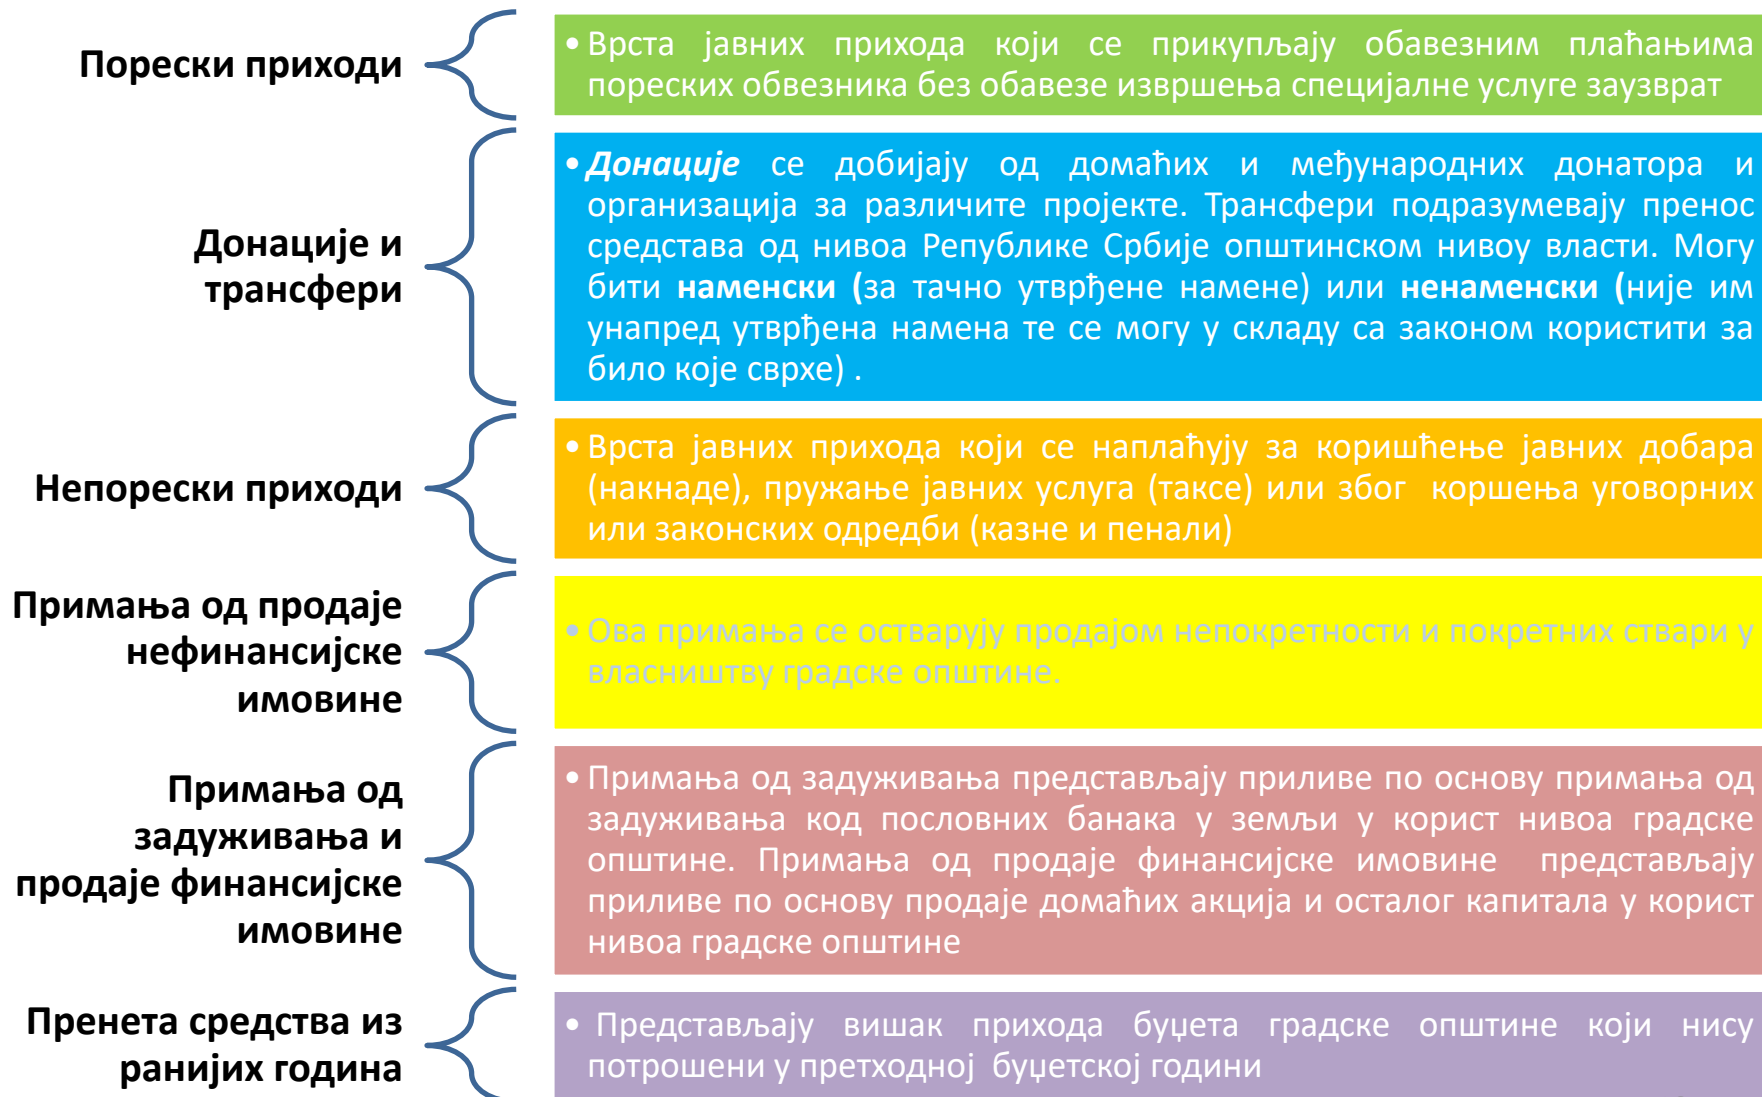 Порески приходи
• Врста јавних прихода који се прикупљају обавезним плаћањима
пореских обвезника без обавезе извршења специјалне услуге заузврат
Донације и
трансфери
• Донације се добијају од домаћих и међународних донатора и
организација за различите пројекте. Трансфери подразумевају пренос
средстава од нивоа Републике Србије општинском нивоу власти. Могу
бити наменски (за тачно утврђене намене) или ненаменски (није им
унапред утврђена намена те се могу у складу са законом користити за
било које сврхе) .
Непорески приходи
• Врста јавних прихода који се наплаћују за коришћење јавних добара
(накнаде), пружање јавних услуга (таксе) или због коршења уговорних
или законских одредби (казне и пенали)
Примања од продаје
нефинансијске
имовине
• Ова примања се остварују продајом непокретности и покретних ствари у
власништву градске општине.
Примања од
задуживања и
продаје финансијске
имовине
• Примања од задуживања представљају приливе по основу примања од
задуживања код пословних банака у земљи у корист нивоа градске
општине. Примања од продаје финансијске имовине представљају
приливе по основу продаје домаћих акција и осталог капитала у корист
нивоа градске општине
Пренета средства из
ранијих година
• Представљају вишак прихода буџета градске општине који нису
потрошени у претходној буџетској години